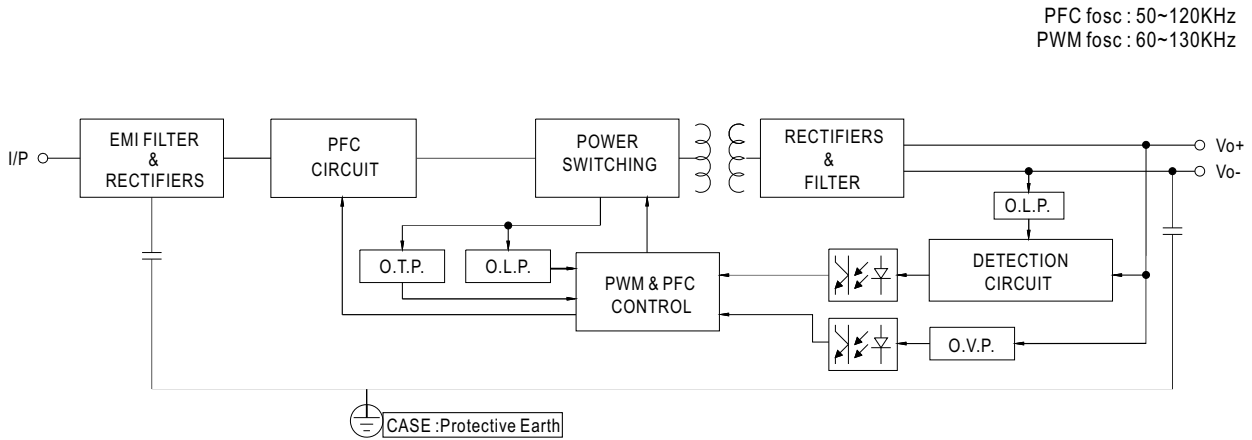 PFC fosc : 50~120KHz
PWM fosc : 60~130KHz
I/P
EMI FILTER
&
RECTIFIERS
PFC
CIRCUIT
POWER
SWITCHING
RECTIFIERS
&
FILTER
Vo+
Vo-
O.L.P.
O.T.P.
O.L.P.
PWM & PFC
CONTROL
DETECTION
CIRCUIT
O.V.P.
CASE :Protective Earth